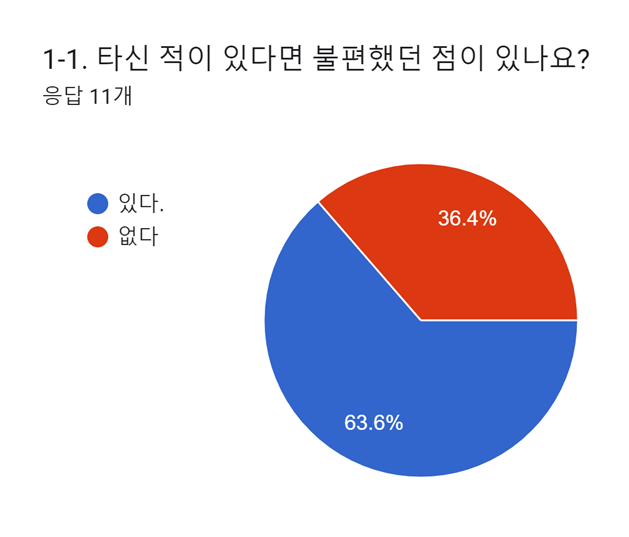 1-1. 타신 적이 있다면 불편했던 점이 있나요?
응답 11개
있다.
없다
36.4%
63.6%